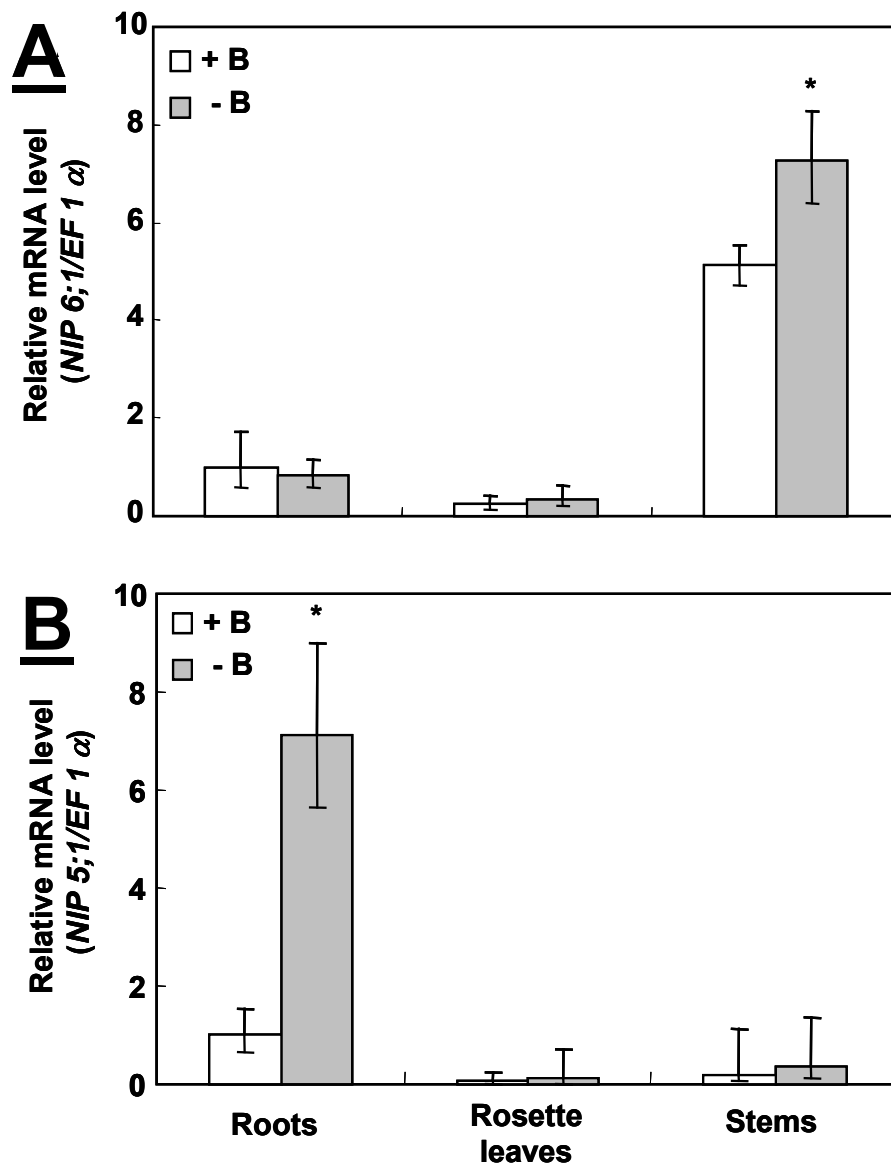 A
Relative mRNA level
(NIP 6;1/EF 1 α)
10
8
6
4
2
0
+ B
- B
*
B
Relative mRNA level
(NIP 5;1/EF 1 α)
10
8
6
4
2
0
+ B
- B
*
Roots
Rosette
leaves
Stems